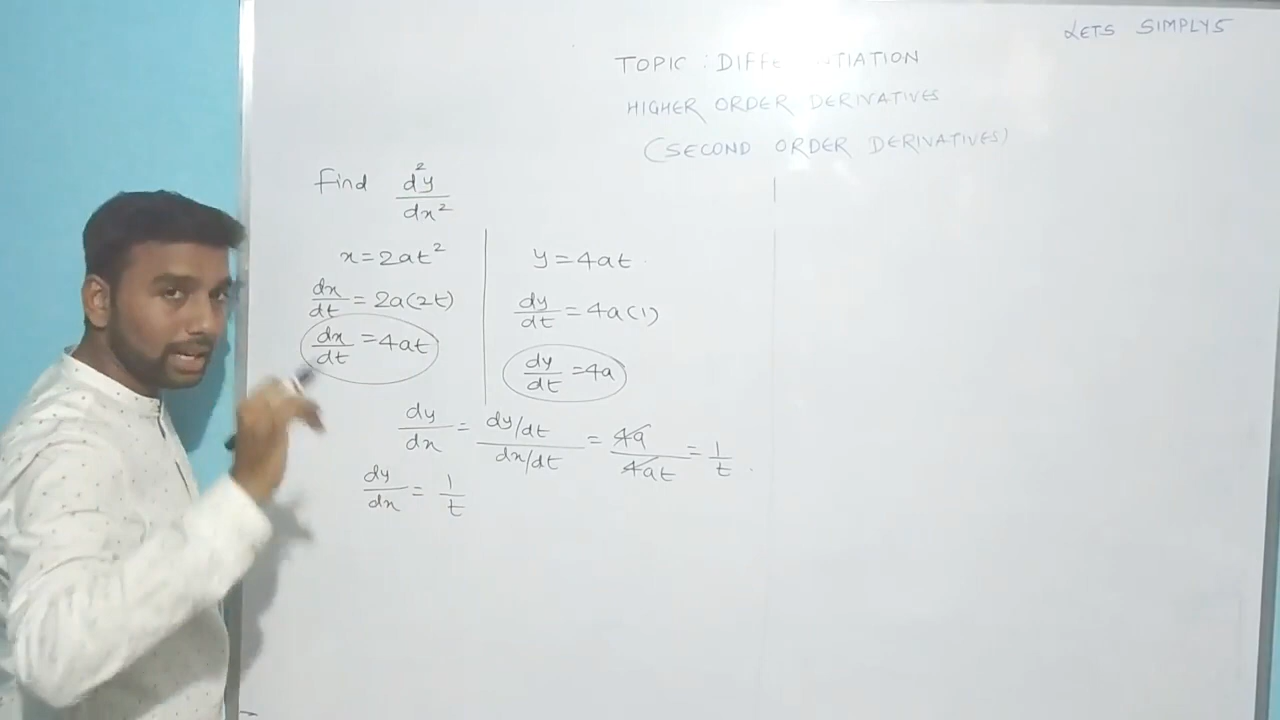 LETS SIMPLY5
TOPIC : DIFFE TIATION
HIGHER ORDER DERIVATIVES
(SECOND ORDER DERIVATIVES)
Find d²y/dx²
x = 2at²
dx/dt = 2a(2t)
dx/dt = 4at
y = 4at
dy/dt = 4a(1)
dy/dt = 4a
dy/dx = (dy/dt)/(dx/dt) = 4a/4at = 1/t
dy/dx = 1/t